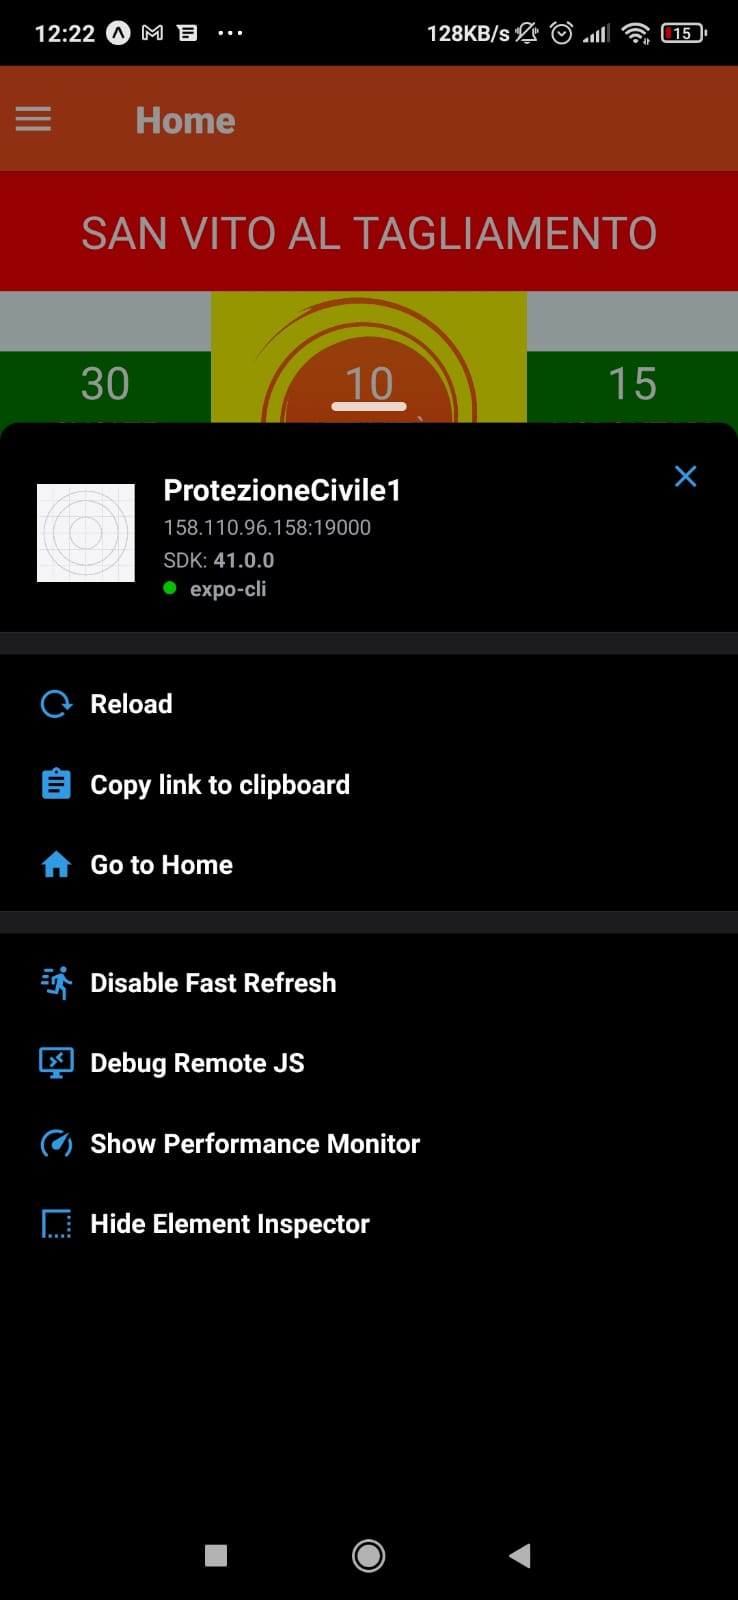 12:22
128KB/s
15
Home
SAN VITO AL TAGLIAMENTO
30
10
15
ProtezioneCivile1
158.110.96.158:19000
SDK: 41.0.0
expo-cli
Reload
Copy link to clipboard
Go to Home
Disable Fast Refresh
Debug Remote JS
Show Performance Monitor
Hide Element Inspector